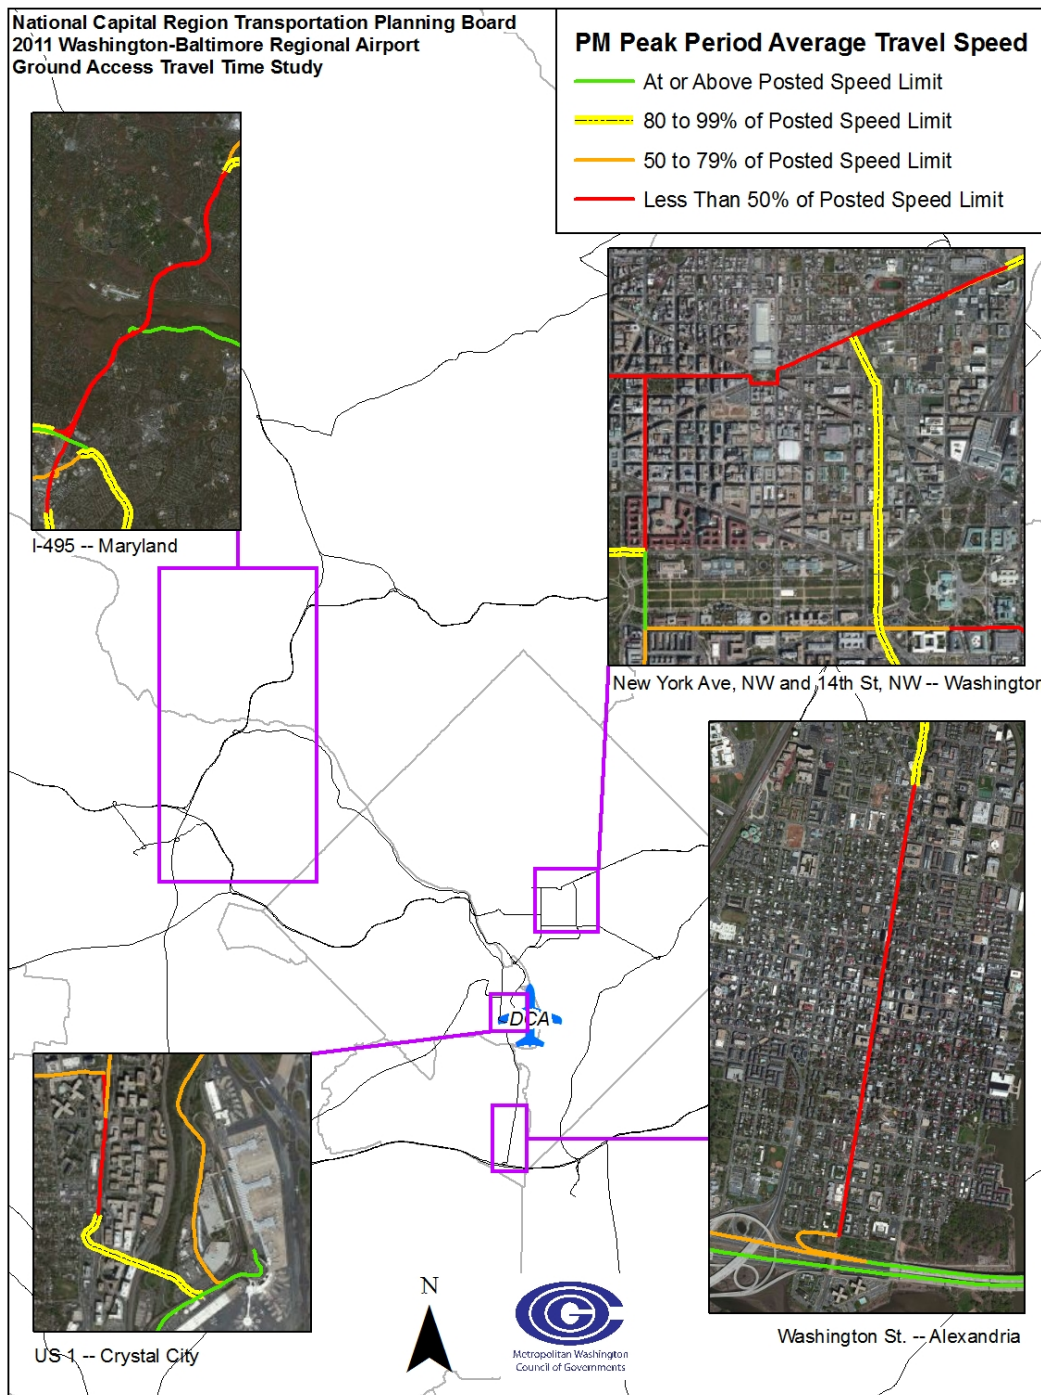 National Capital Region Transportation Planning Board
2011 Washington-Baltimore Regional Airport
Ground Access Travel Time Study
PM Peak Period Average Travel Speed
At or Above Posted Speed Limit
80 to 99% of Posted Speed Limit
50 to 79% of Posted Speed Limit
Less Than 50% of Posted Speed Limit
I-495 -- Maryland
New York Ave, NW and 14th St, NW -- Washington
DCA
US 1 -- Crystal City
N
Metropolitan Washington
Council of Governments
Washington St. -- Alexandria